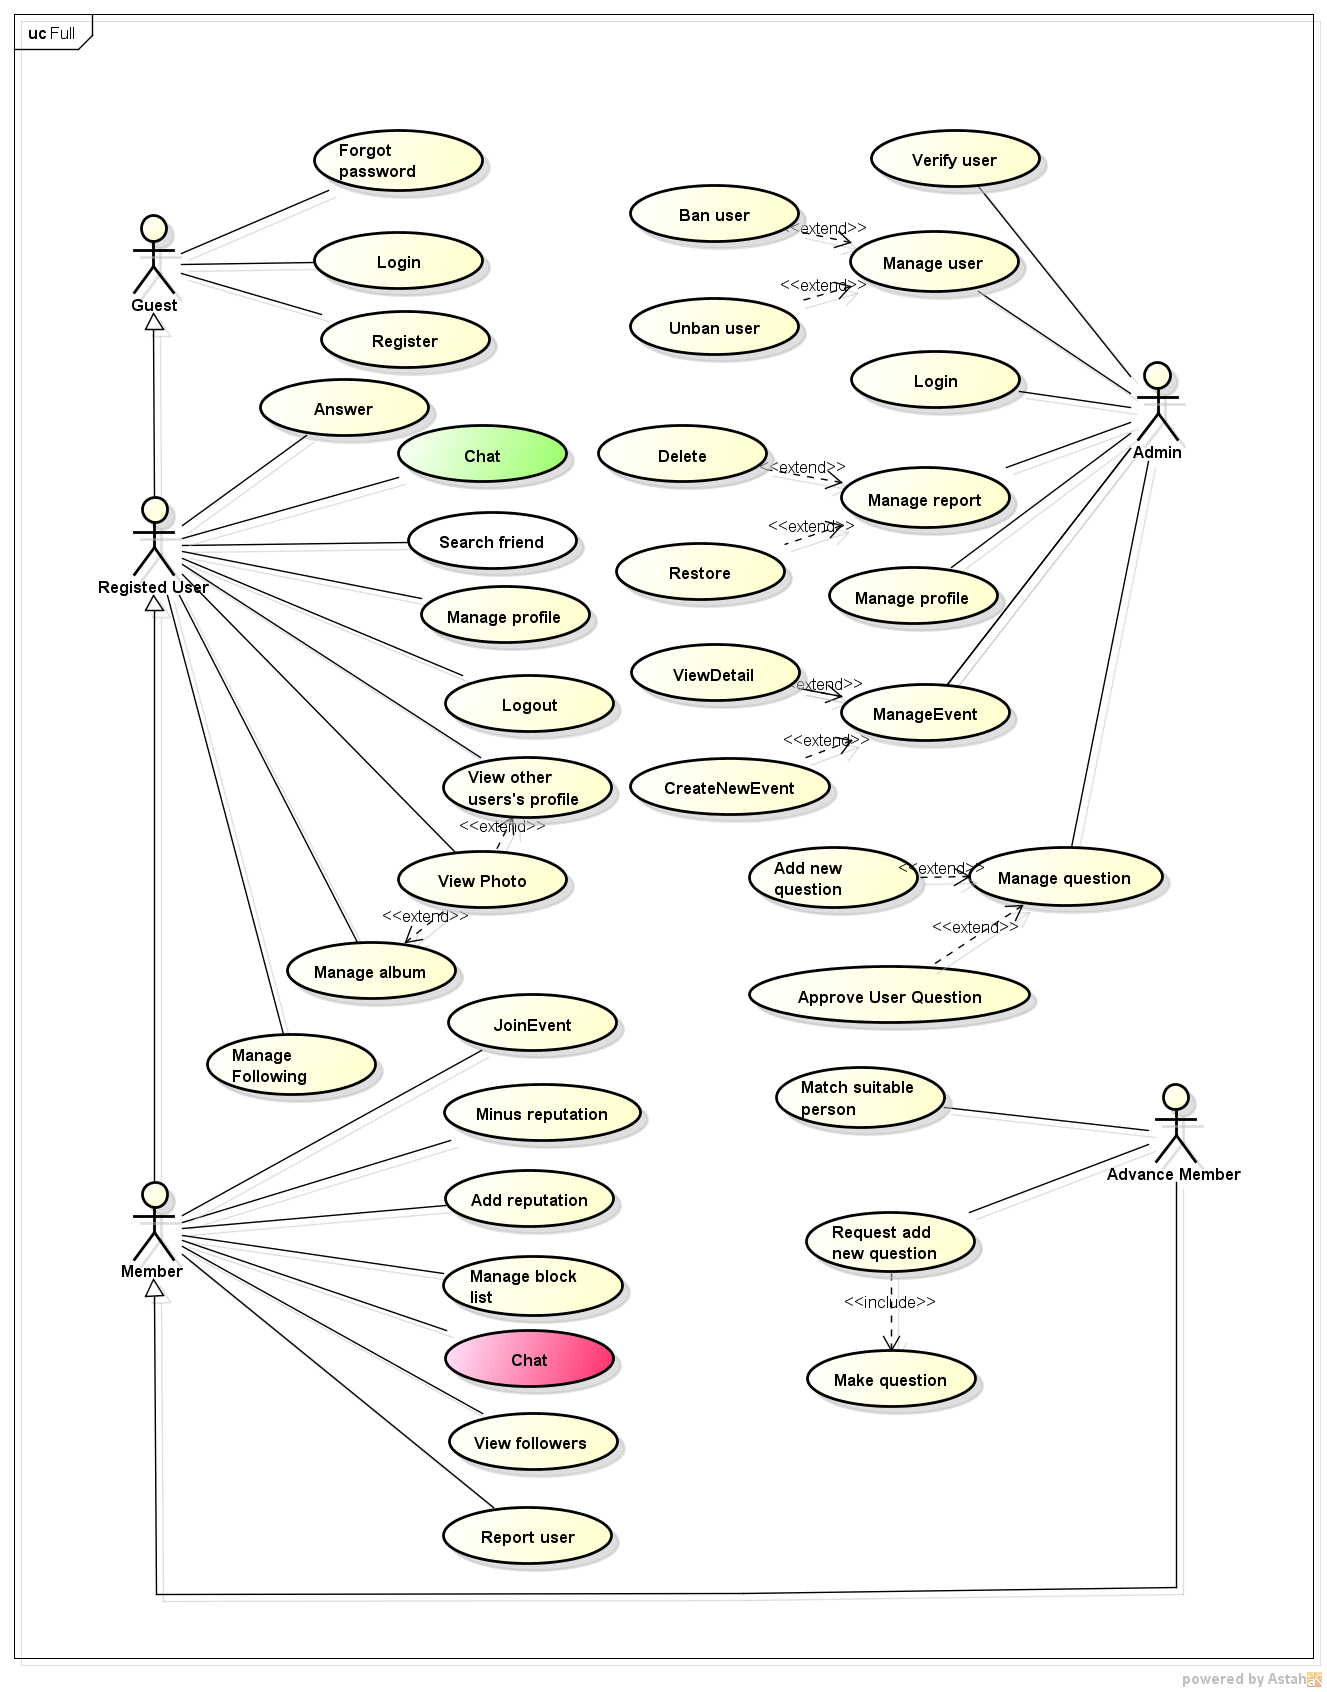 uc Full
Forgot
password
Verify user
Ban user
<<extend>>
Guest
Login
Manage user
<<extend>>
Register
Unban user
Answer
Login
Admin
Chat
Delete
<<extend>>
Manage report
Registed User
Search friend
<<extend>>
Restore
Manage profile
Manage profile
Logout
ViewDetail
<<extend>>
ManageEvent
<<extend>>
View other
users's profile
CreateNewEvent
<<extend>>
View Photo
Add new
question
<<extend>>
Manage question
<<extend>>
<<extend>>
Manage album
Approve User Question
JoinEvent
Manage
Following
Match suitable
person
Minus reputation
Advance Member
Add reputation
Member
Request add
new question
Manage block
list
<<include>>
Chat
Make question
View followers
Report user
powered by Astah